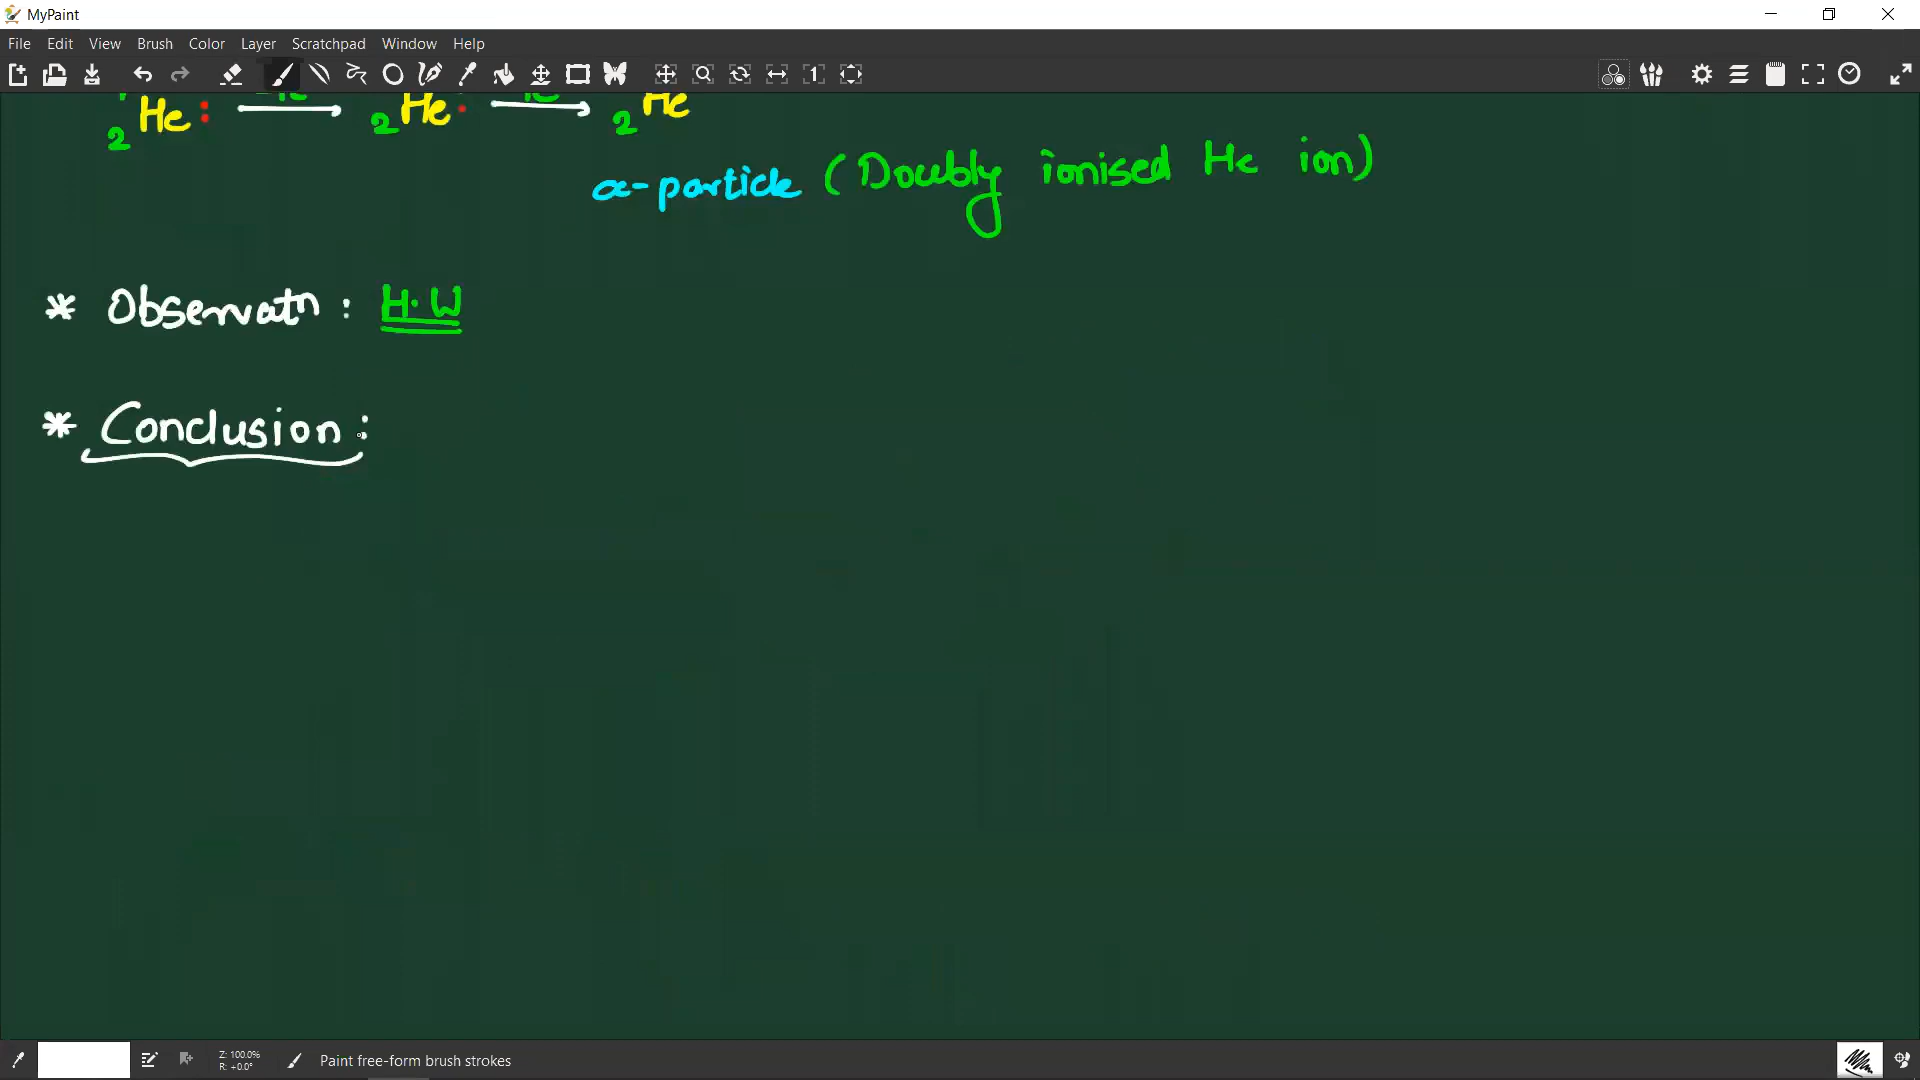 MyPaint
File Edit View Brush Color Layer Scratchpad Window Help
₂He: → ₂He· → ₂He
α-particle (Doubly ionised He ion)
* Observatn : H.W
* Conclusion:
Z: 100.0%
R: +0.0°
Paint free-form brush strokes